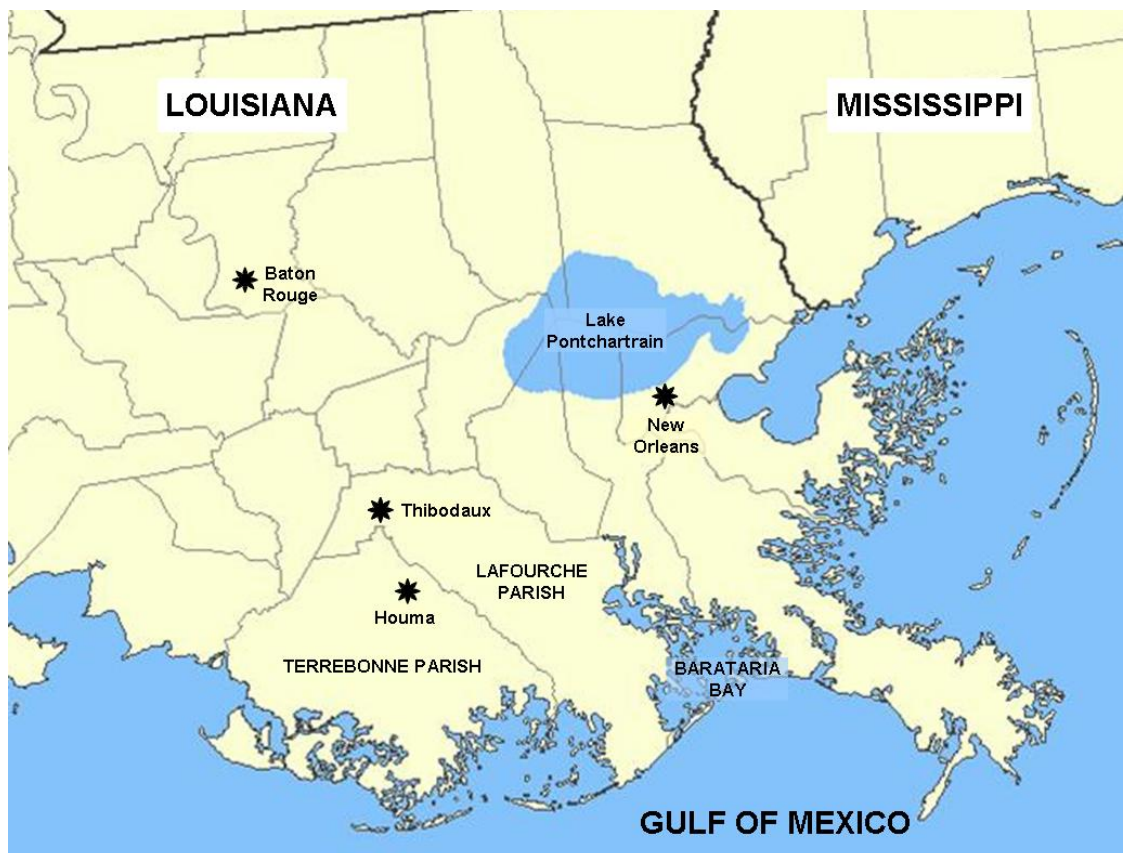 LOUISIANA
MISSISSIPPI
Baton
Rouge
Lake
Pontchartrain
New
Orleans
Thibodaux
LAFOURCHE
PARISH
Houma
TERREBONNE PARISH
BARATARIA
BAY
GULF OF MEXICO